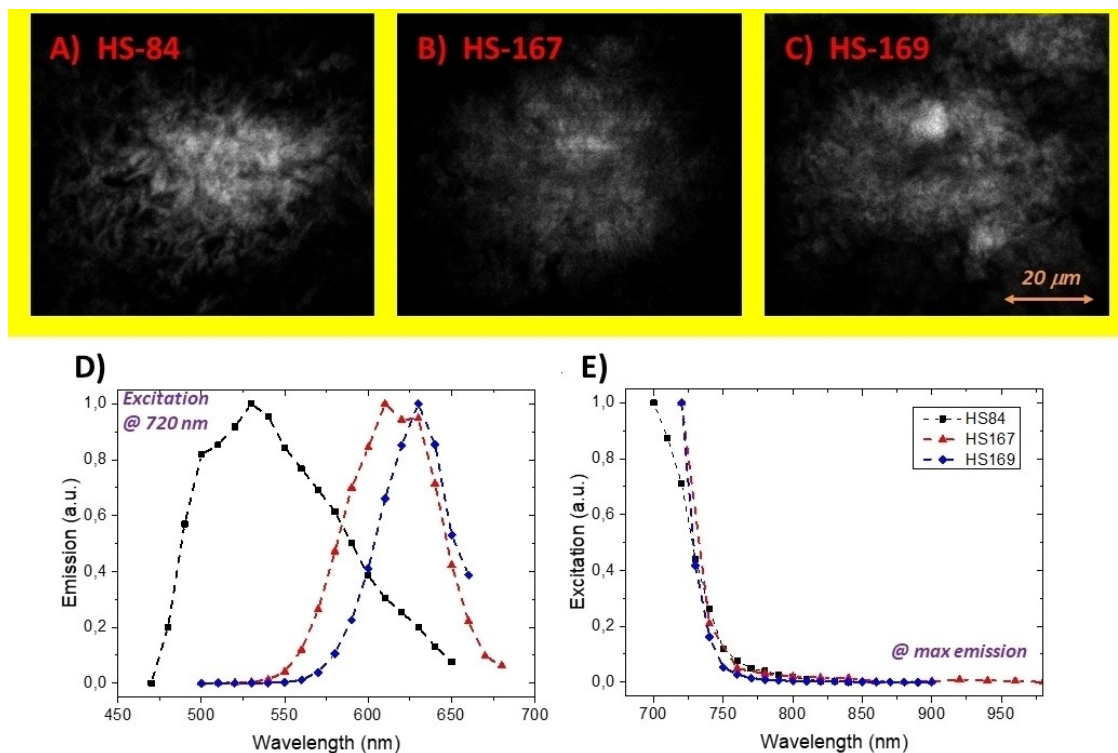 A) HS-84
B) HS-167
C) HS-169
20 µm
D)
Excitation
@ 720 nm
Emission (a.u.)
1,0
0,8
0,6
0,4
0,2
0,0
450 500 550 600 650 700
Wavelength (nm)
E)
HS84
HS167
HS169
@ max emission
Excitation (a.u.)
1,0
0,8
0,6
0,4
0,2
0,0
700 750 800 850 900 950
Wavelength (nm)